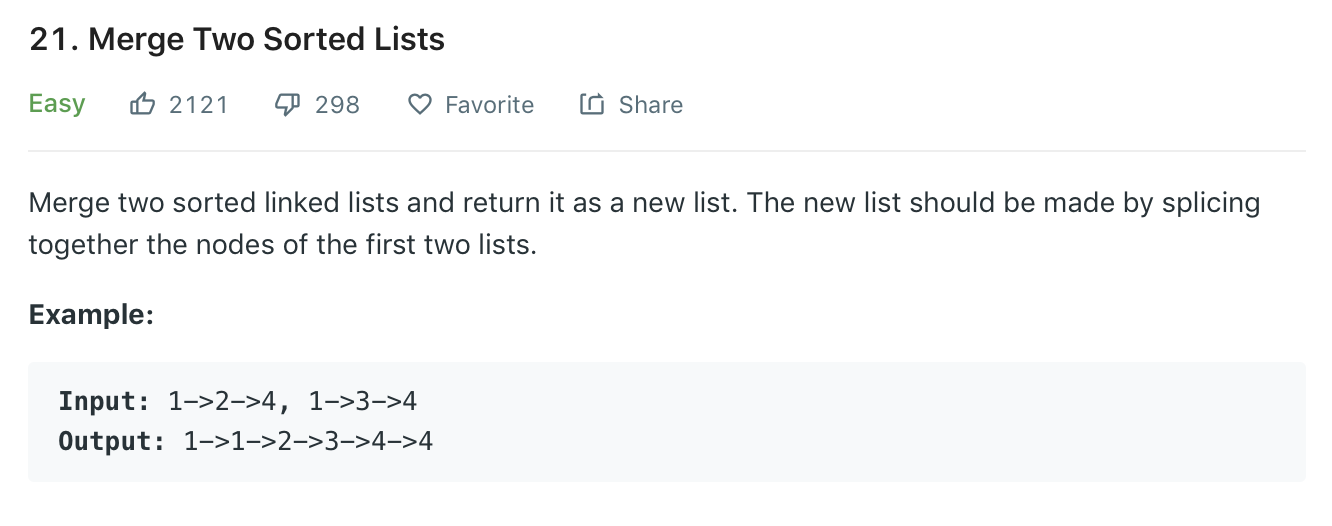 21. Merge Two Sorted Lists
Easy 2121 298 Favorite Share
Merge two sorted linked lists and return it as a new list. The new list should be made by splicing
together the nodes of the first two lists.
Example:
Input: 1->2->4, 1->3->4
Output: 1->1->2->3->4->4